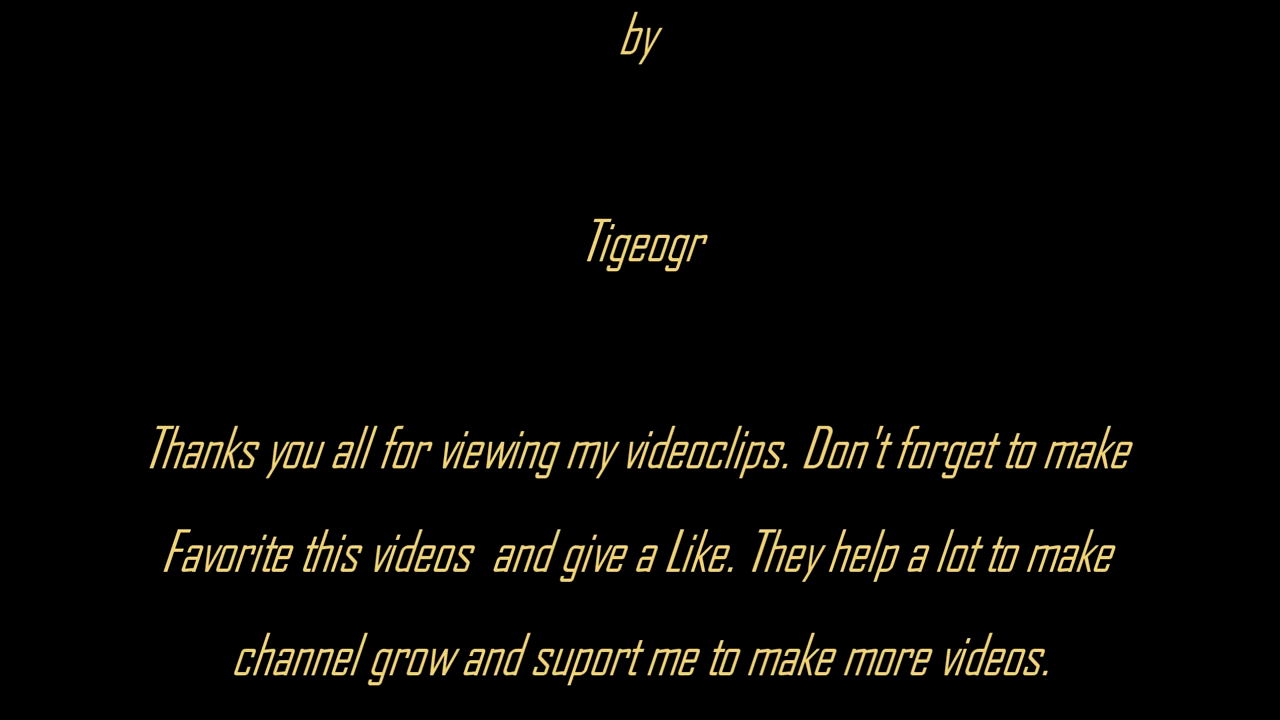 by
Tigeogr
Thanks you all for viewing my videoclips. Don't forget to make
Favorite this videos  and give a Like. They help a lot to make
channel grow and suport me to make more videos.